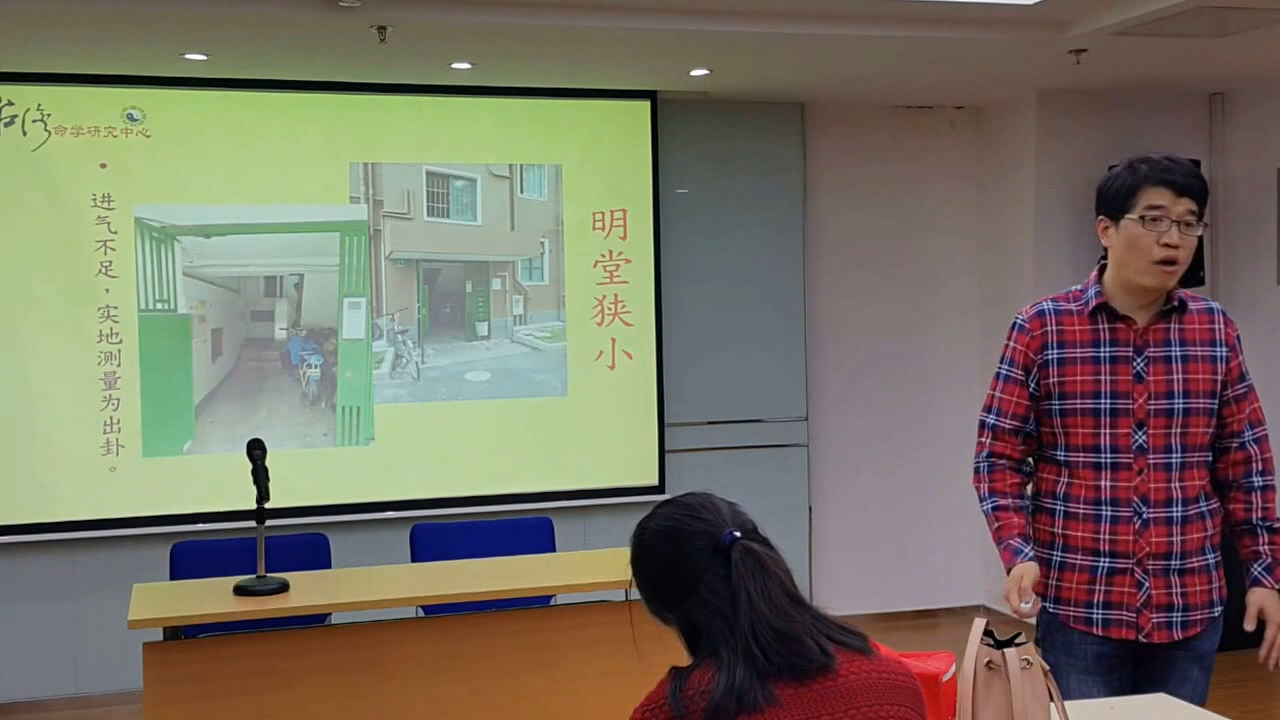 命学研究中心
明堂狭小
进气不足，实地测量为出卦。